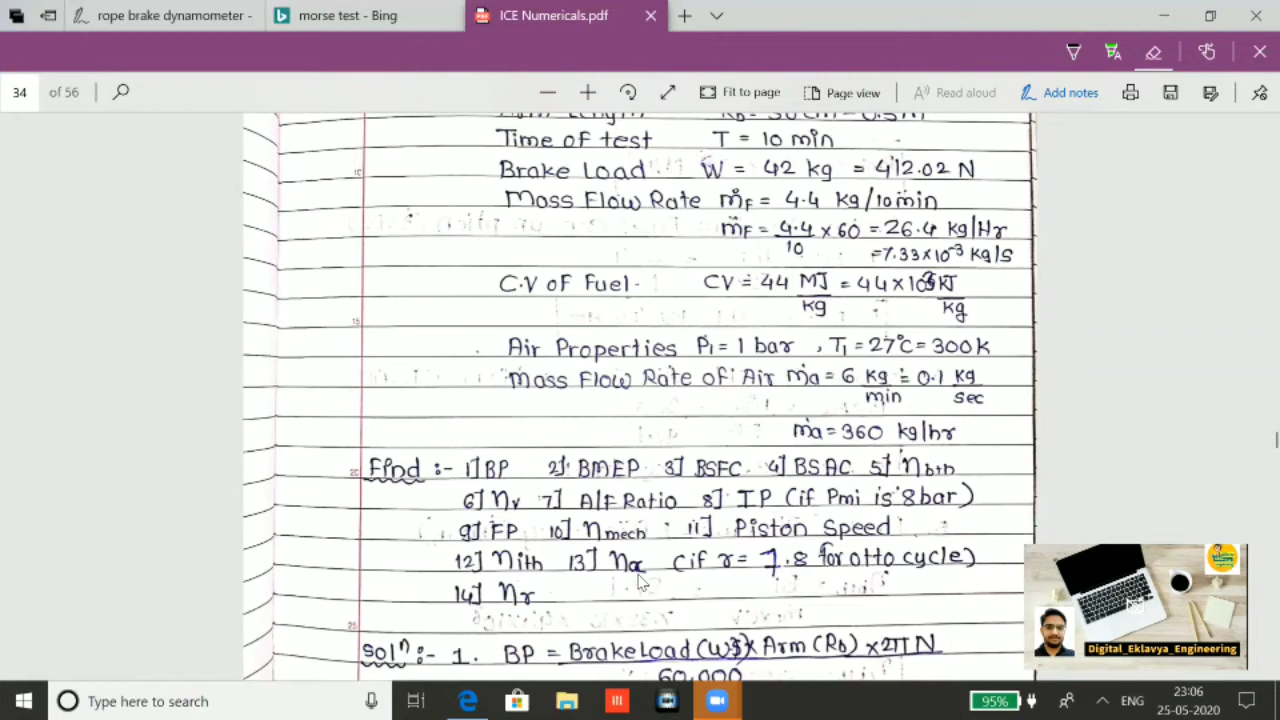 rope brake dynamometer -
morse test - Bing
ICE Numericals.pdf
34 of 56
Fit to page
Page view
Read aloud
Add notes
Time of test T = 10 min
Brake Load W = 42 kg = 412.02 N
Mass Flow Rate ṁF = 4.4 kg/10min
ṁF = 4.4/10 x 60 = 26.4 kg/Hr
=7.33x10⁻³ kg/s
C.V of Fuel. CV = 44 MJ/kg = 44x10³ KJ/kg
Air Properties P1 = 1 bar , T1 = 27°C = 300K
Mass Flow Rate of Air ṁa = 6 kg/min = 0.1 kg/sec
ṁa = 360 kg/hr
Find :- 1] BP 2] BMEP 3] BSFC 4] BSAC 5] ηbth
6] ηv 7] A/F Ratio 8] IP (if Pmi is 8 bar)
9] FP 10] ηmech 11] Piston Speed
12] ηith 13] ηa (if r = 7.8 for otto cycle)
14] ηr
Soln :- 1. BP = Brake Load (W) x Arm (Rb) x 2π N
60,000
Digital_Eklavya_Engineering
Type here to search
95%
ENG
23:06
25-05-2020